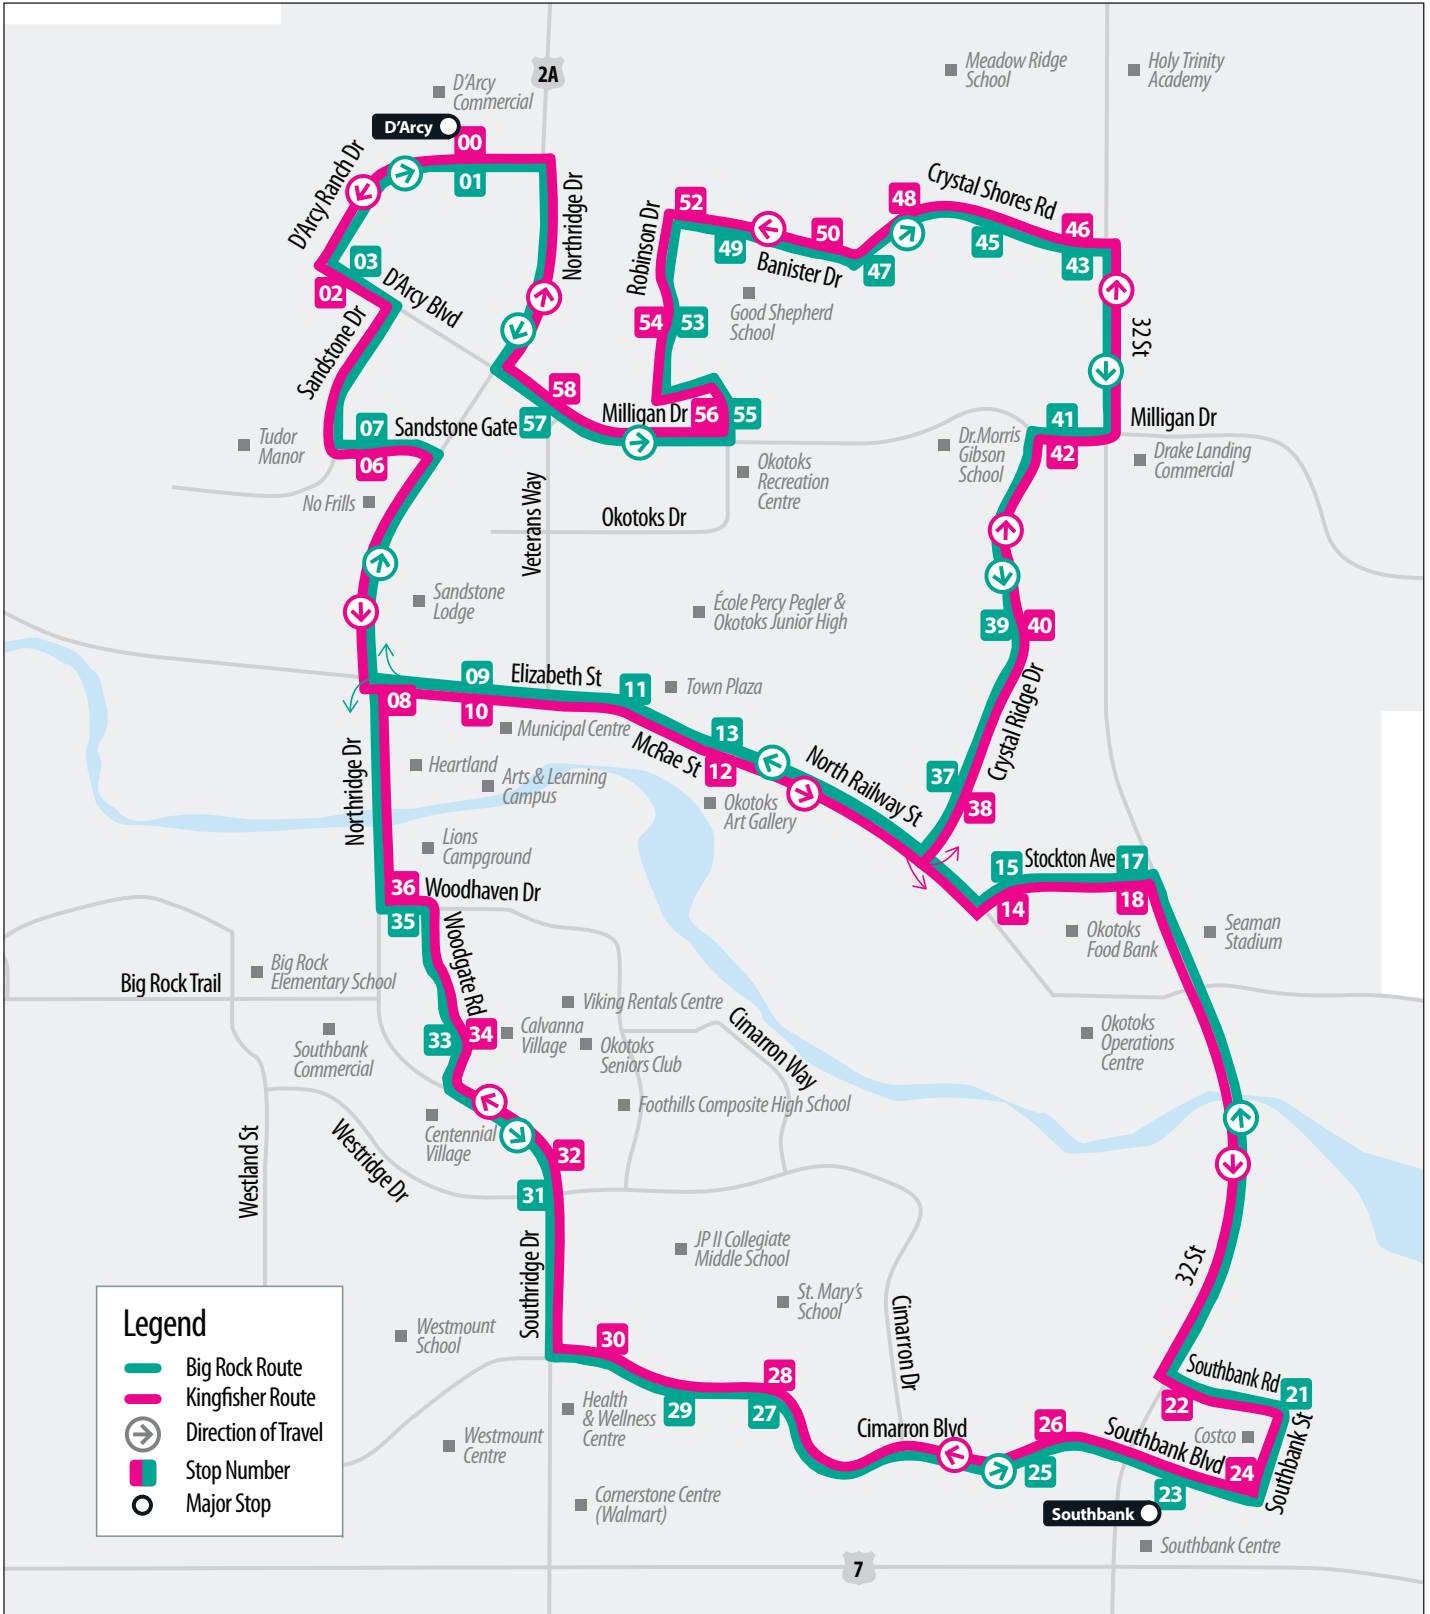 2A
D'Arcy
Commercial
D'Arcy
00
01
D'Arcy Ranch Dr
03
02
D'Arcy Blvd
Sandstone Dr
Northridge Dr
Meadow Ridge
School
Holy Trinity
Academy
Crystal Shores Rd
52
48
50
46
49
47
45
43
Robinson Dr
Banister Dr
Good Shepherd
School
54
53
32 St
58
57
Milligan Dr
56
55
41
42
Milligan Dr
07
06
Sandstone Gate
Tudor
Manor
No Frills
Dr.Morris
Gibson
School
Drake Landing
Commercial
Okotoks
Recreation
Centre
Okotoks Dr
Veterans Way
Sandstone
Lodge
École Percy Pegler &
Okotoks Junior High
39
40
Crystal Ridge Dr
09
08
10
Elizabeth St
11
Town Plaza
Municipal Centre
13
12
McRae St
North Railway St
Northridge Dr
Heartland
Arts & Learning
Campus
Okotoks
Art Gallery
37
38
Lions
Campground
36
35
Woodhaven Dr
15
14
Stockton Ave
17
18
Okotoks
Food Bank
Seaman
Stadium
Woodgate Rd
Big Rock
Elementary School
Big Rock Trail
Viking Rentals Centre
Cimarron Way
33
34
Calvanna
Village
Okotoks
Seniors Club
Southbank
Commercial
Okotoks
Operations
Centre
Foothills Composite High School
Centennial
Village
Westridge Dr
Westland St
32
31
Southridge Dr
JP II Collegiate
Middle School
St. Mary's
School
Cimarron Dr
32 St
Westmount
School
30
28
29
27
Health
& Wellness
Centre
Westmount
Centre
Cornerstone Centre
(Walmart)
Cimarron Blvd
26
25
Southbank Rd
21
22
Costco
Southbank St
Southbank Blvd
24
23
Southbank
Southbank Centre
7
Legend
Big Rock Route
Kingfisher Route
Direction of Travel
Stop Number
Major Stop